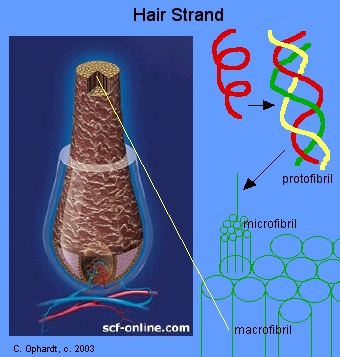 Hair Strand
protofibril
microfibril
scf-online.com
macrofibril
C. Ophardt, c. 2003